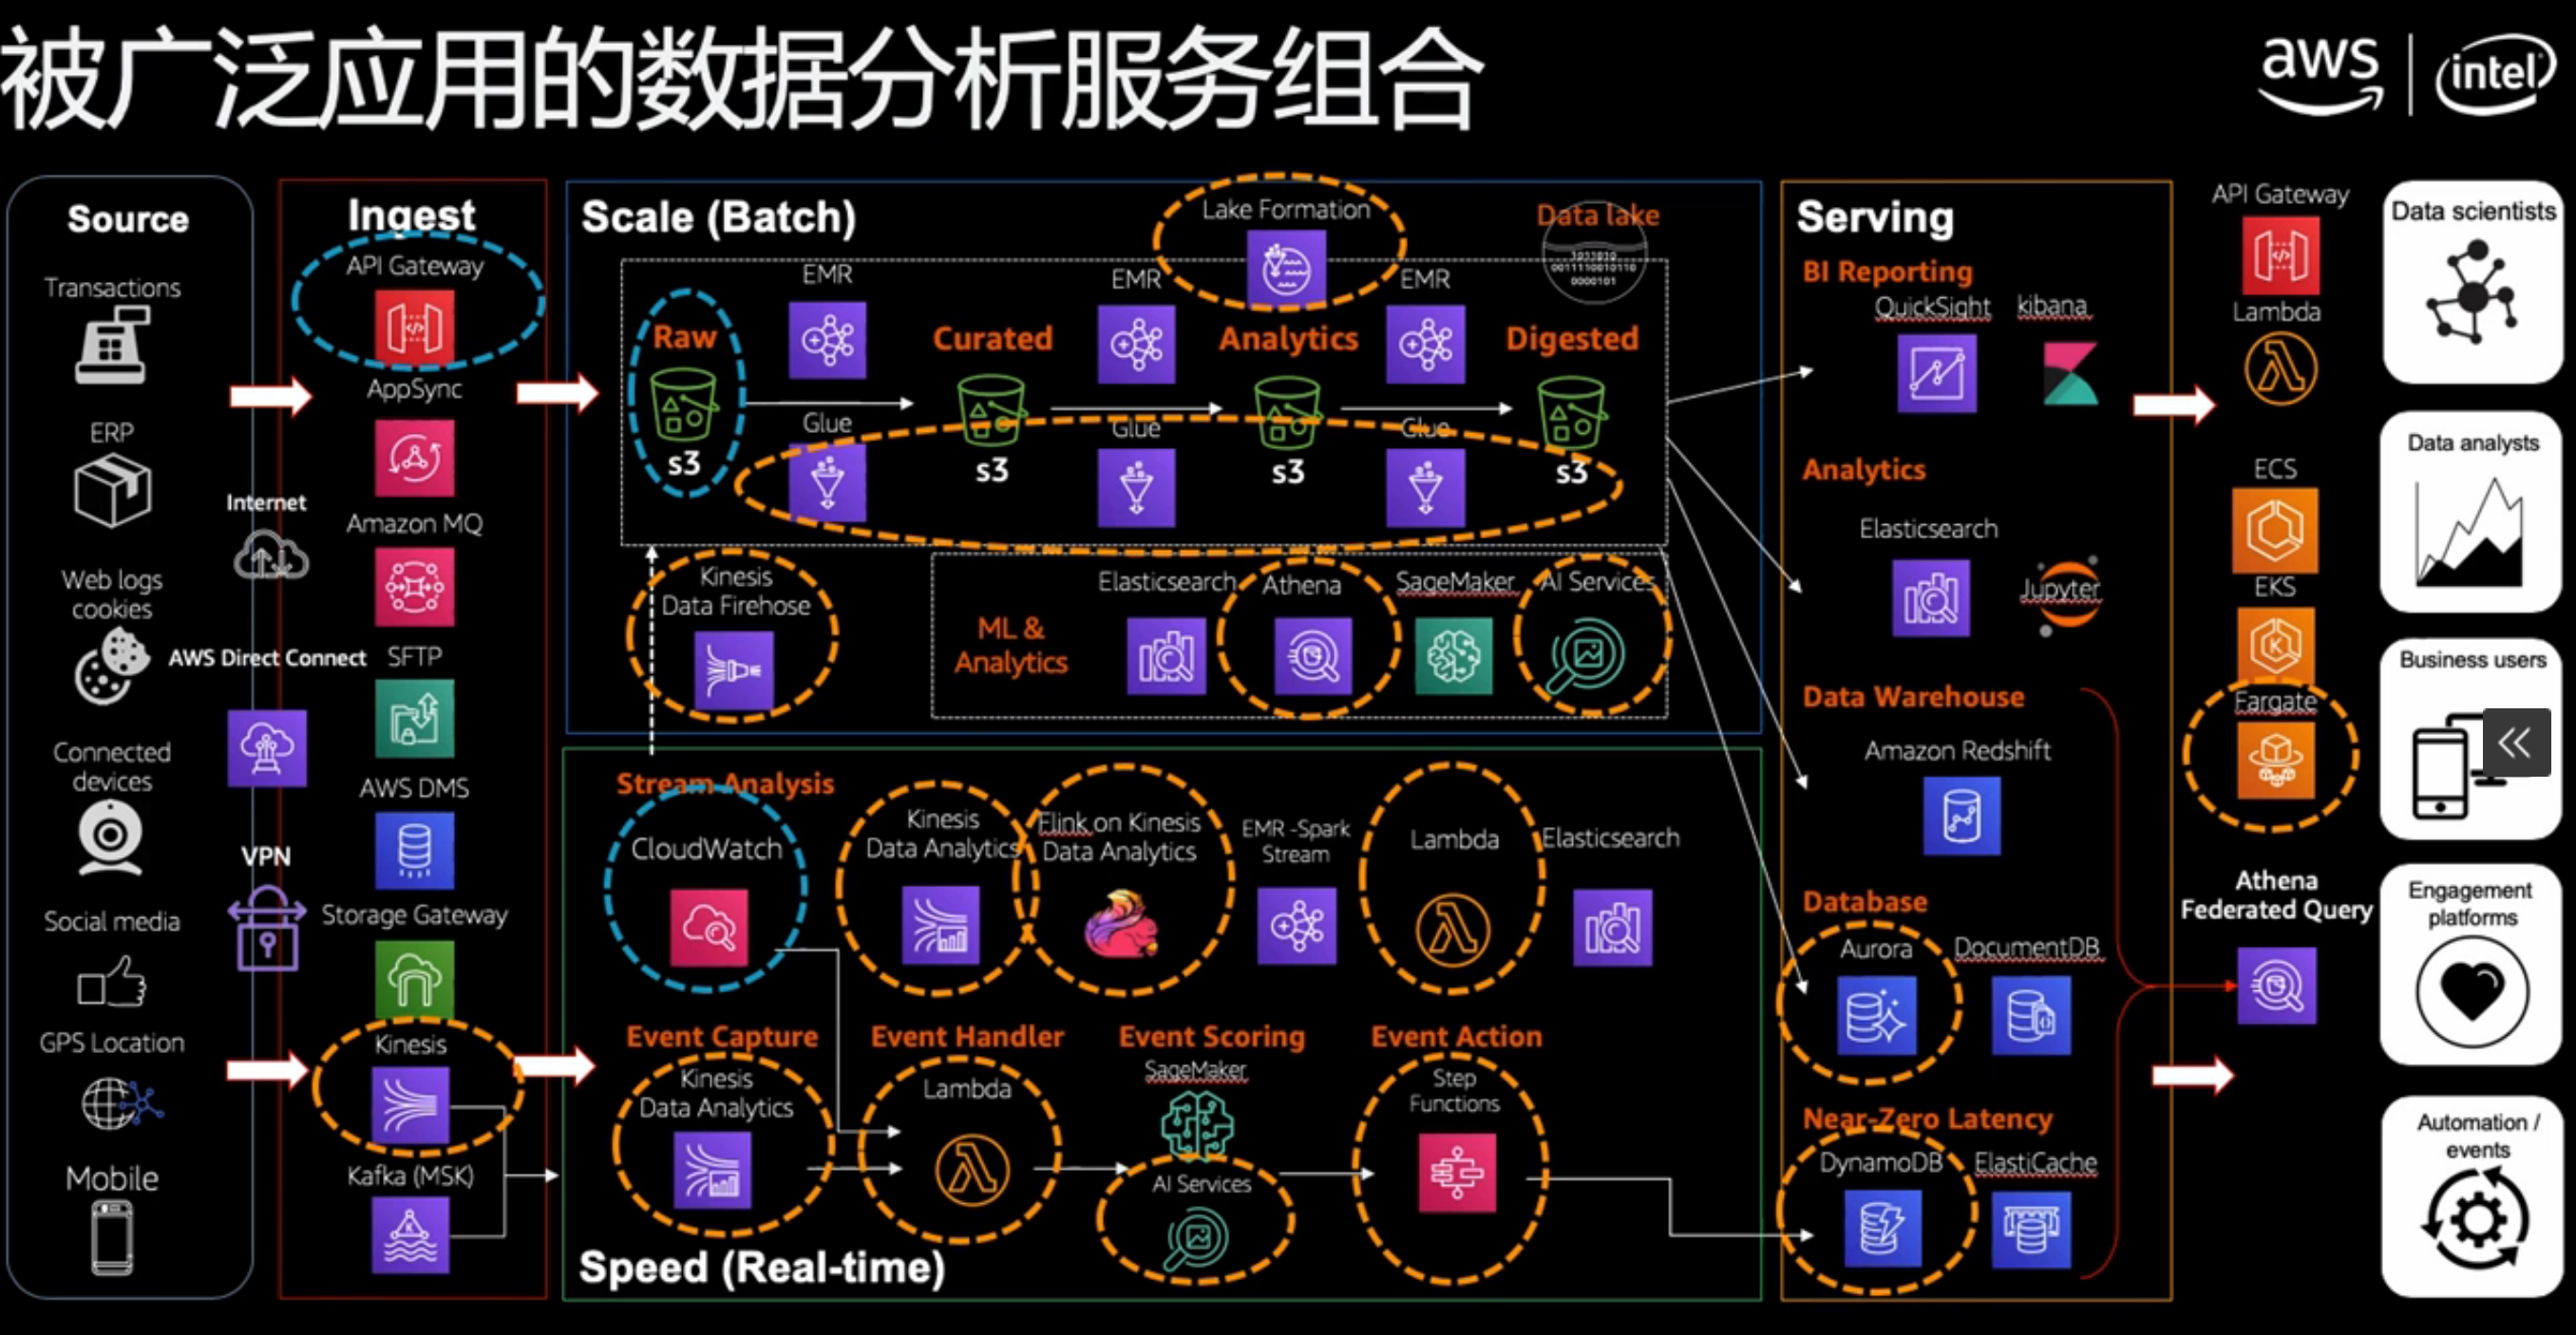 被广泛应用的数据分析服务组合
aws
intel
Source
Transactions
ERP
Web logs
cookies
Connected
devices
Social media
GPS Location
Mobile
Internet
AWS Direct Connect
VPN
Ingest
API Gateway
AppSync
Amazon MQ
SFTP
AWS DMS
Storage Gateway
Kinesis
Kafka (MSK)
Scale (Batch)
Lake Formation
Data lake
1011010
0011110010110
0000101
EMR
EMR
EMR
Raw
Curated
Analytics
Digested
Glue
Glue
Glue
s3
s3
s3
s3
Kinesis
Data Firehose
ML &
Analytics
Elasticsearch
Athena
SageMaker
AI Services
Stream Analysis
CloudWatch
Kinesis
Data Analytics
Flink on Kinesis
Data Analytics
EMR -Spark
Stream
Lambda
Elasticsearch
Event Capture
Kinesis
Data Analytics
Event Handler
Lambda
Event Scoring
SageMaker
AI Services
Event Action
Step
Functions
Speed (Real-time)
Serving
BI Reporting
QuickSight
kibana
Analytics
Elasticsearch
Jupyter
Data Warehouse
Amazon Redshift
Database
Aurora
DocumentDB
Near-Zero Latency
DynamoDB
ElastiCache
API Gateway
Lambda
ECS
EKS
Fargate
Athena
Federated Query
Data scientists
Data analysts
Business users
Engagement
platforms
Automation /
events